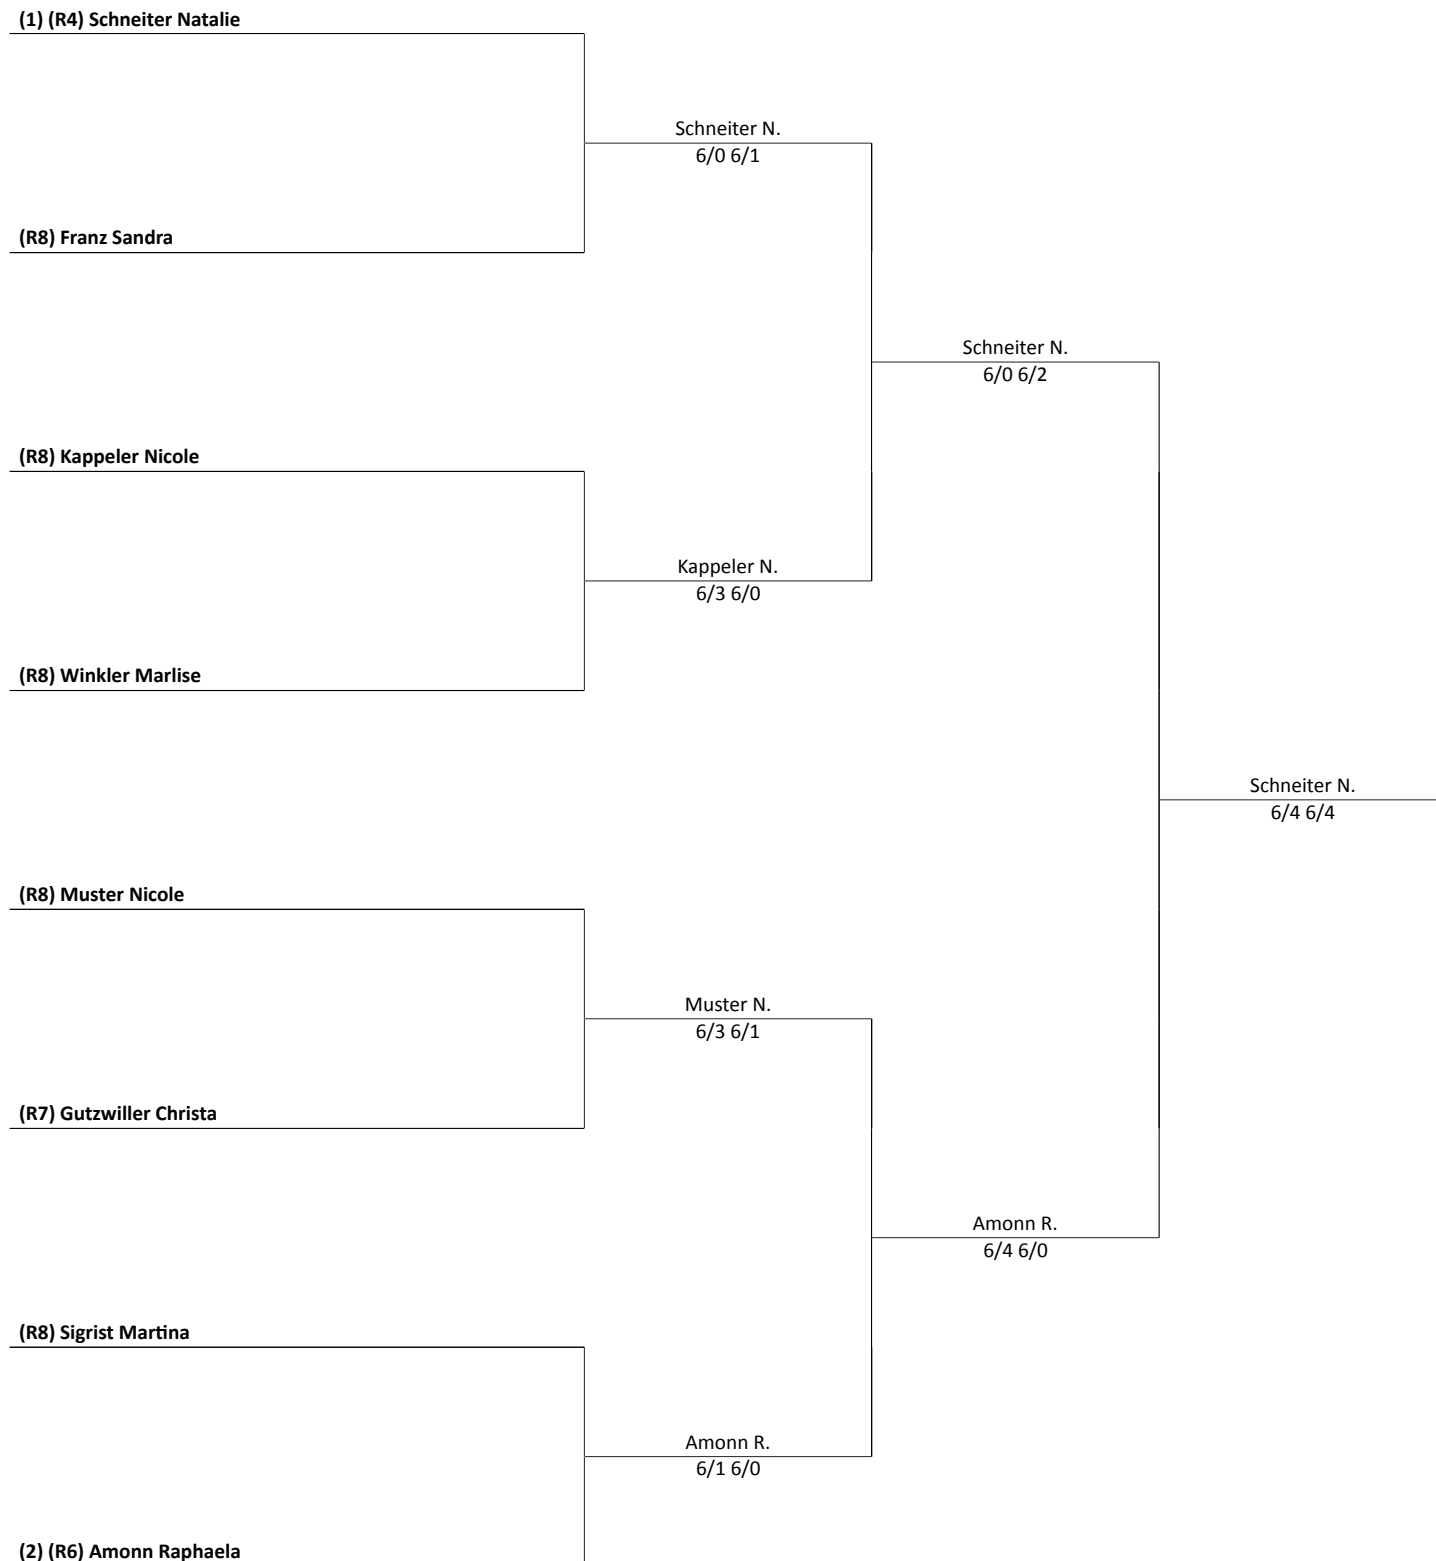 (1) (R4) Schneiter Natalie
Schneiter N.
6/0 6/1
(R8) Franz Sandra
Schneiter N.
6/0 6/2
(R8) Kappeler Nicole
Kappeler N.
6/3 6/0
(R8) Winkler Marlise
Schneiter N.
6/4 6/4
(R8) Muster Nicole
Muster N.
6/3 6/1
(R7) Gutzwiller Christa
Amonn R.
6/4 6/0
(R8) Sigrist Martina
Amonn R.
6/1 6/0
(2) (R6) Amonn Raphaela